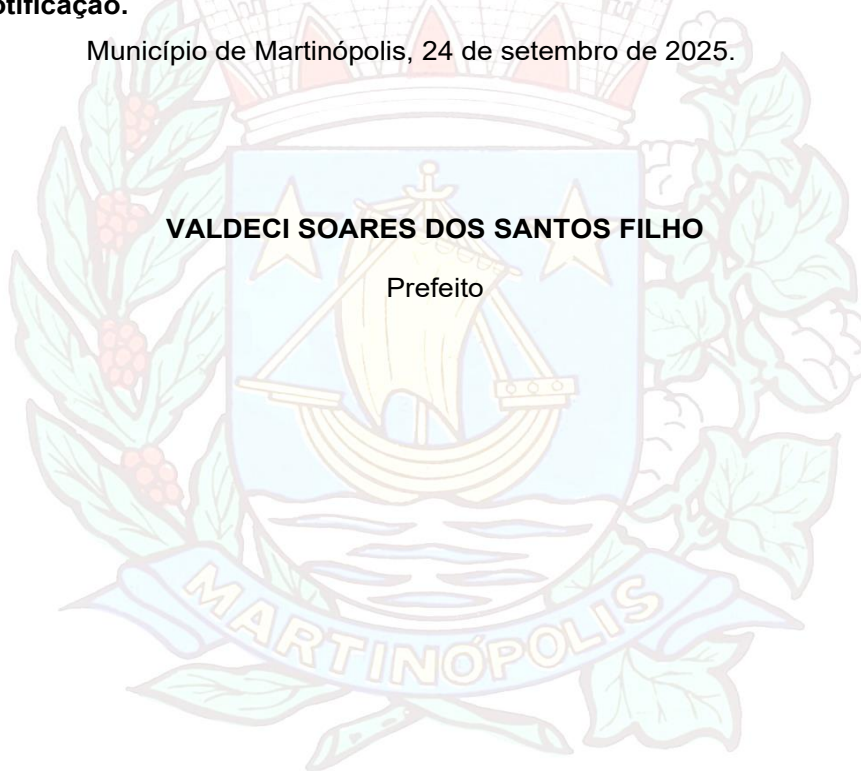 otificação.
Município de Martinópolis, 24 de setembro de 2025.
VALDECI SOARES DOS SANTOS FILHO
Prefeito
MARTINÓPOLIS